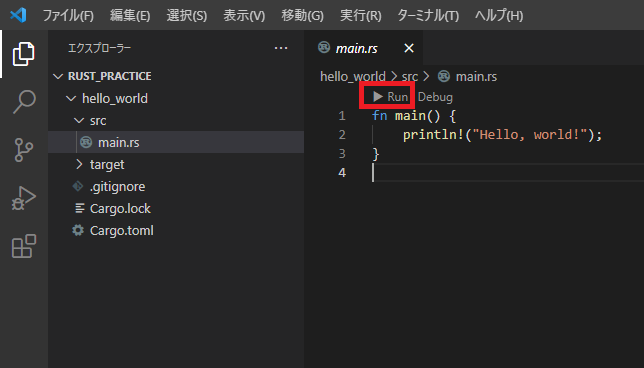 ファイル(F) 編集(E) 選択(S) 表示(V) 移動(G) 実行(R) ターミナル(T) ヘルプ(H)
エクスプローラー ···
RUST_PRACTICE
hello_world
src
main.rs
target
.gitignore
Cargo.lock
Cargo.toml
main.rs
hello_world > src > main.rs
Run Debug
1 fn main() {
2 println!("Hello, world!");
3 }
4